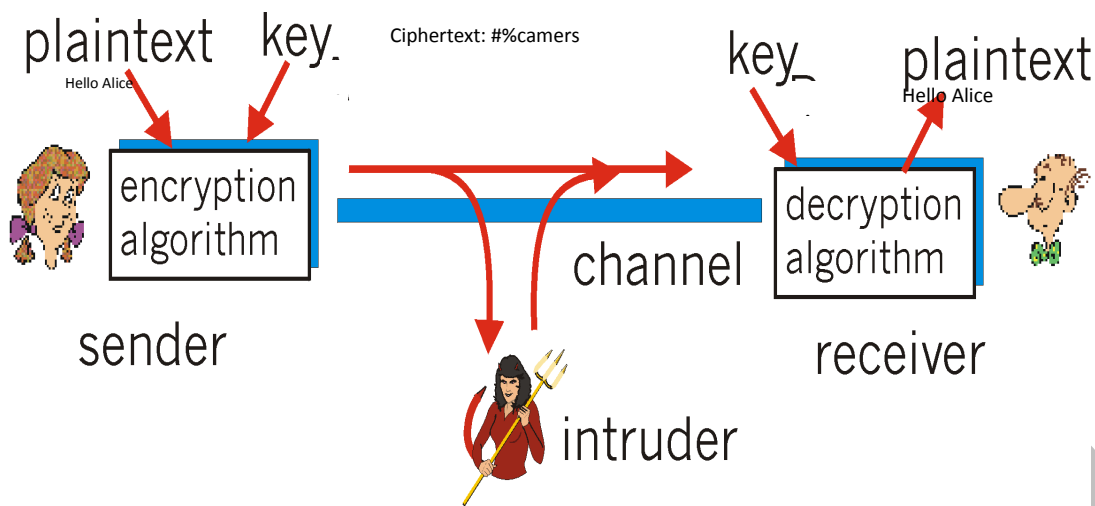 plaintext
Hello Alice
key
Ciphertext: #%camers
key
plaintext
Hello Alice
encryption
algorithm
decryption
algorithm
channel
sender
receiver
intruder